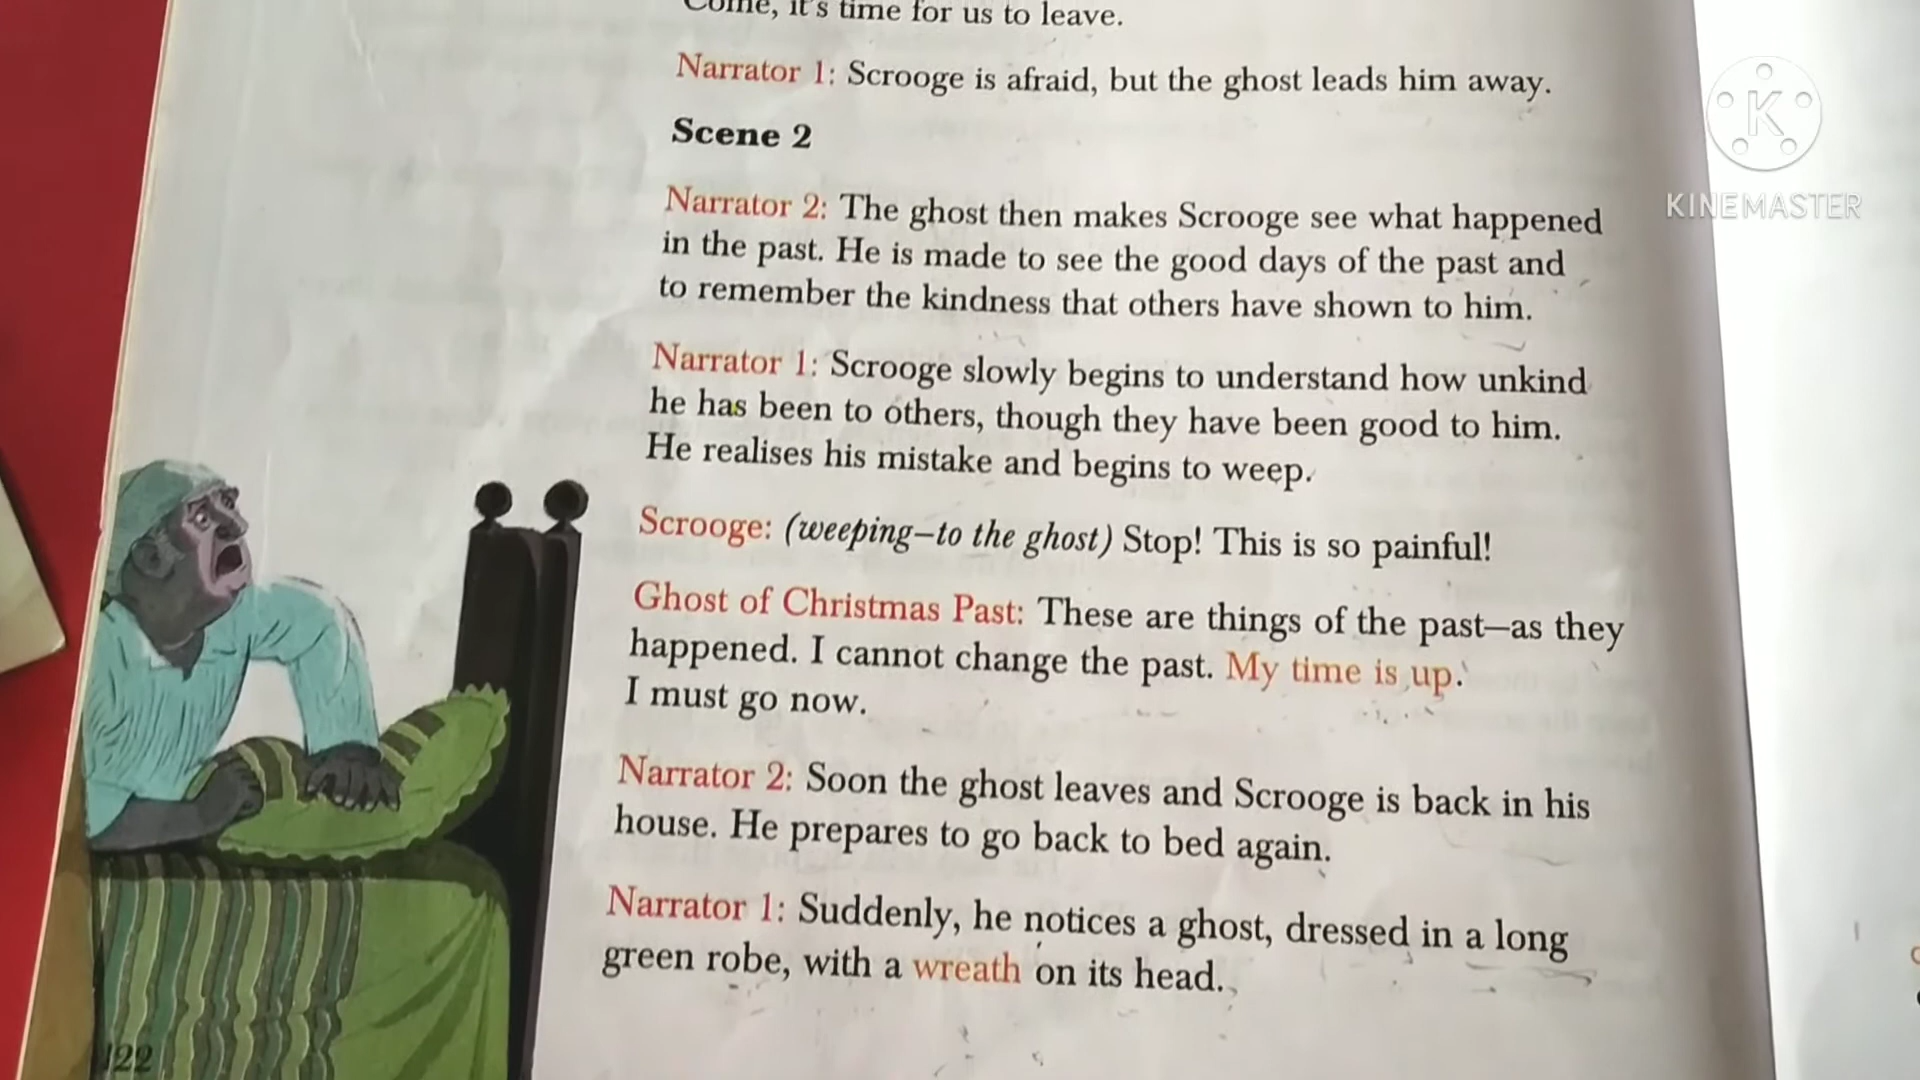 Come, it's time for us to leave.
Narrator 1: Scrooge is afraid, but the ghost leads him away.
Scene 2
Narrator 2: The ghost then makes Scrooge see what happened
in the past. He is made to see the good days of the past and
to remember the kindness that others have shown to him.
Narrator 1: Scrooge slowly begins to understand how unkind
he has been to others, though they have been good to him.
He realises his mistake and begins to weep.
Scrooge: (weeping–to the ghost) Stop! This is so painful!
Ghost of Christmas Past: These are things of the past—as they
happened. I cannot change the past. My time is up.
I must go now.
Narrator 2: Soon the ghost leaves and Scrooge is back in his
house. He prepares to go back to bed again.
Narrator 1: Suddenly, he notices a ghost, dressed in a long
green robe, with a wreath on its head.
122
K
KINEMASTER